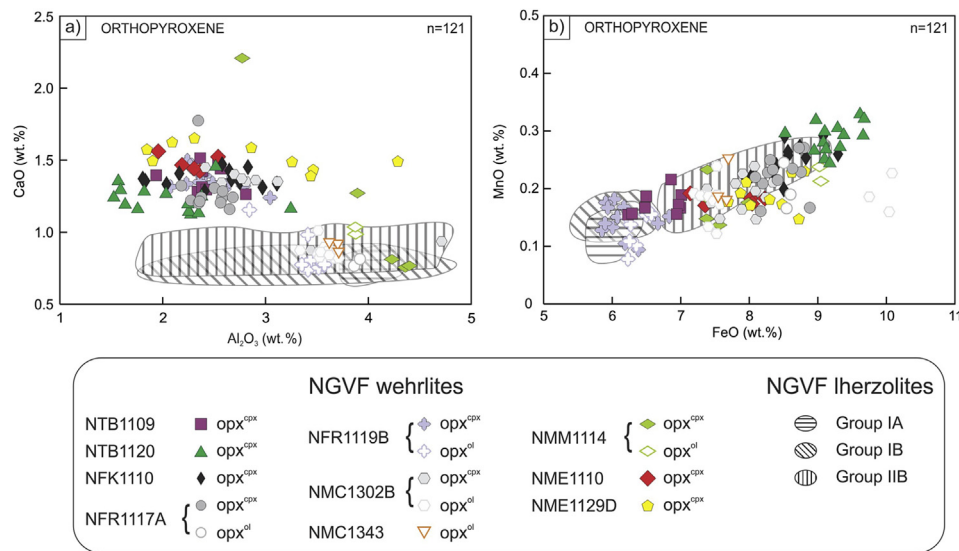 a) ORTHOPYROXENE n=121
2.5
2.0
1.5
1.0
0.5
CaO (wt.%)
1 2 3 4 5
Al₂O₃ (wt.%)
b) ORTHOPYROXENE n=121
0.5
0.4
0.3
0.2
0.1
0
MnO (wt.%)
5 6 7 8 9 10 11
FeO (wt.%)
NGVF wehrlites
NTB1109 opxᶜᵖˣ
NTB1120 opxᶜᵖˣ
NFK1110 opxᶜᵖˣ
NFR1117A { opxᶜᵖˣ
opxᵒˡ
NFR1119B { opxᶜᵖˣ
opxᵒˡ
NMC1302B { opxᶜᵖˣ
opxᵒˡ
NMC1343 opxᵒˡ
NMM1114 { opxᶜᵖˣ
opxᵒˡ
NME1110 opxᶜᵖˣ
NME1129D opxᶜᵖˣ
NGVF lherzolites
Group IA
Group IB
Group IIB